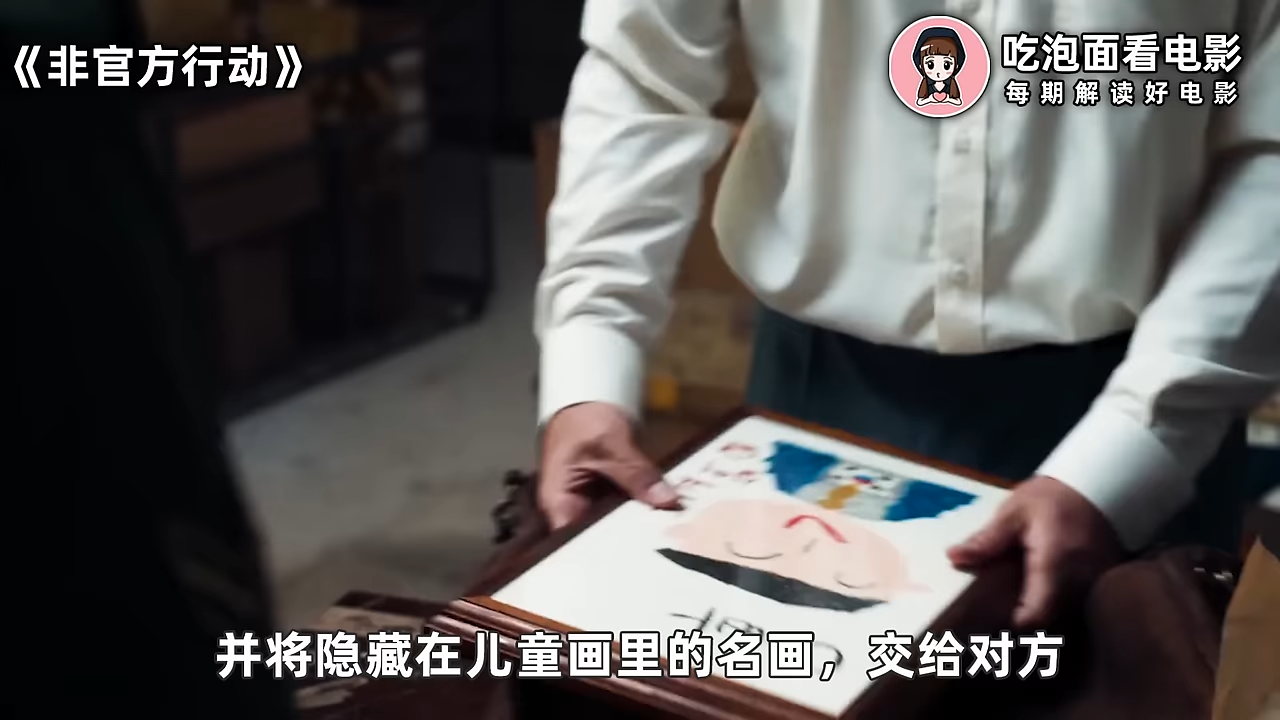 《非官方行动》
吃泡面看电影
每期解读好电影
并将隐藏在儿童画里的名画，交给对方